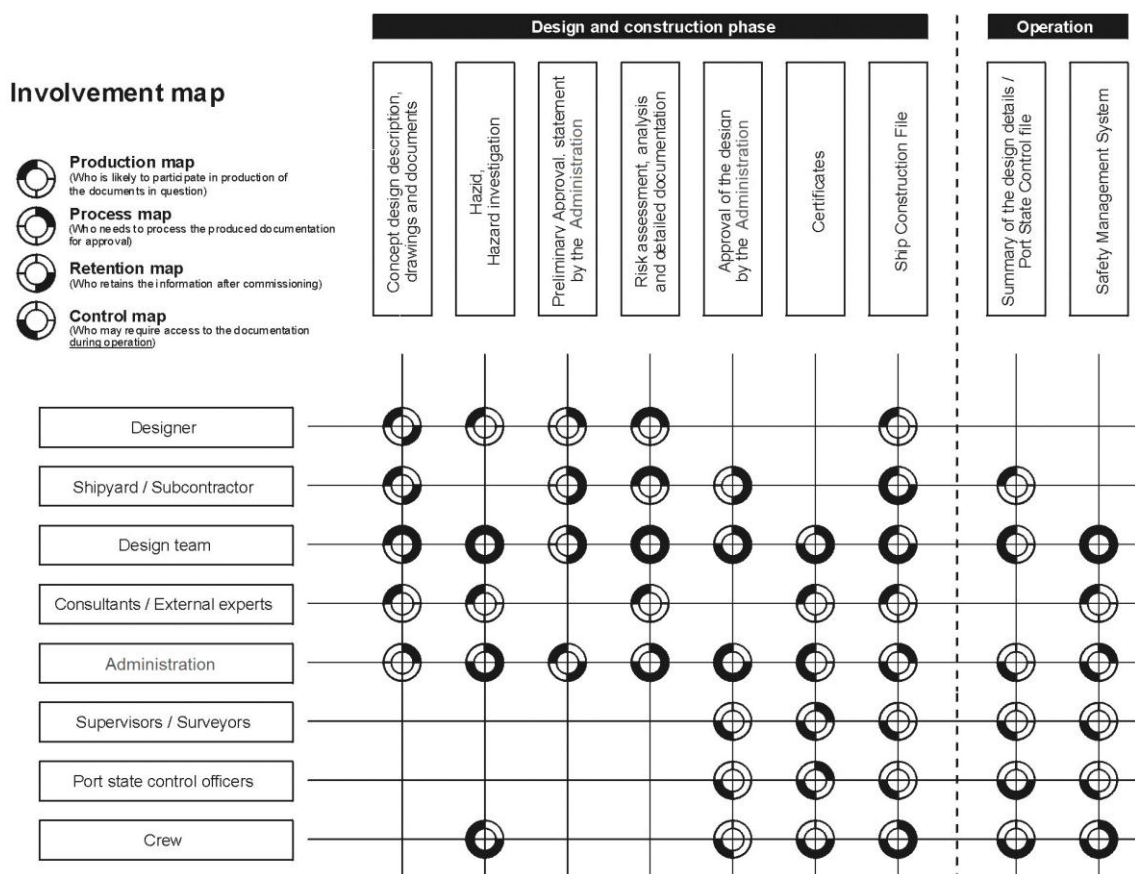 Design and construction phase
Operation
Involvement map
Production map
(Who is likely to participate in production of
the documents in question)
Process map
(Who needs to process the produced documentation
for approval)
Retention map
(Who retains the information after commissioning)
Control map
(Who may require access to the documentation
during operation)
Concept design description,
drawings and documents
Hazid,
Hazard investigation
Preliminary Approval. statement
by the Administration
Risk assessment, analysis
and detailed documentation
Approval of the design
by the Administration
Certificates
Ship Construction File
Summary of the design details /
Port State Control file
Safety Management System
Designer
Shipyard / Subcontractor
Design team
Consultants / External experts
Administration
Supervisors / Surveyors
Port state control officers
Crew